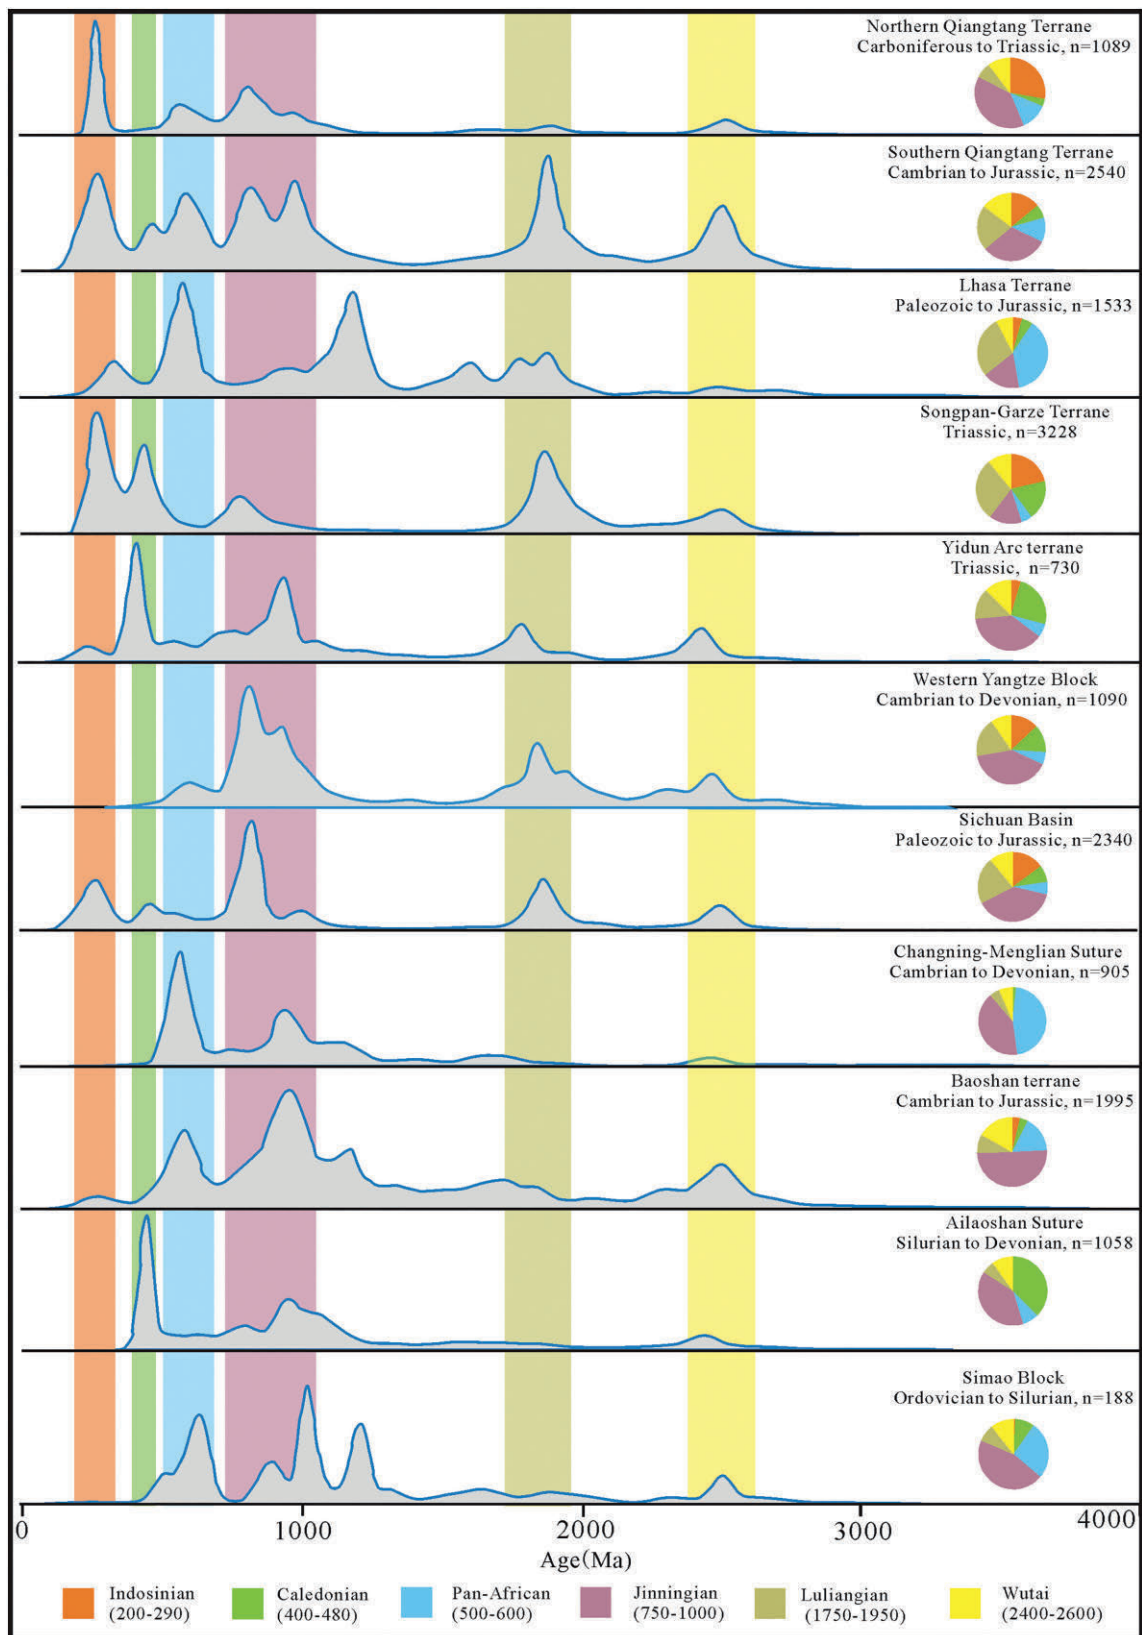 Northern Qiangtang Terrane
Carboniferous to Triassic, n=1089
Southern Qiangtang Terrane
Cambrian to Jurassic, n=2540
Lhasa Terrane
Paleozoic to Jurassic, n=1533
Songpan-Garze Terrane
Triassic, n=3228
Yidun Arc terrane
Triassic, n=730
Western Yangtze Block
Cambrian to Devonian, n=1090
Sichuan Basin
Paleozoic to Jurassic, n=2340
Changning-Menglian Suture
Cambrian to Devonian, n=905
Baoshan terrane
Cambrian to Jurassic, n=1995
Ailaoshan Suture
Silurian to Devonian, n=1058
Simao Block
Ordovician to Silurian, n=188
0 1000 2000 3000 4000
Age(Ma)
Indosinian Caledonian Pan-African Jinningian Luliangian Wutai
(200-290) (400-480) (500-600) (750-1000) (1750-1950) (2400-2600)